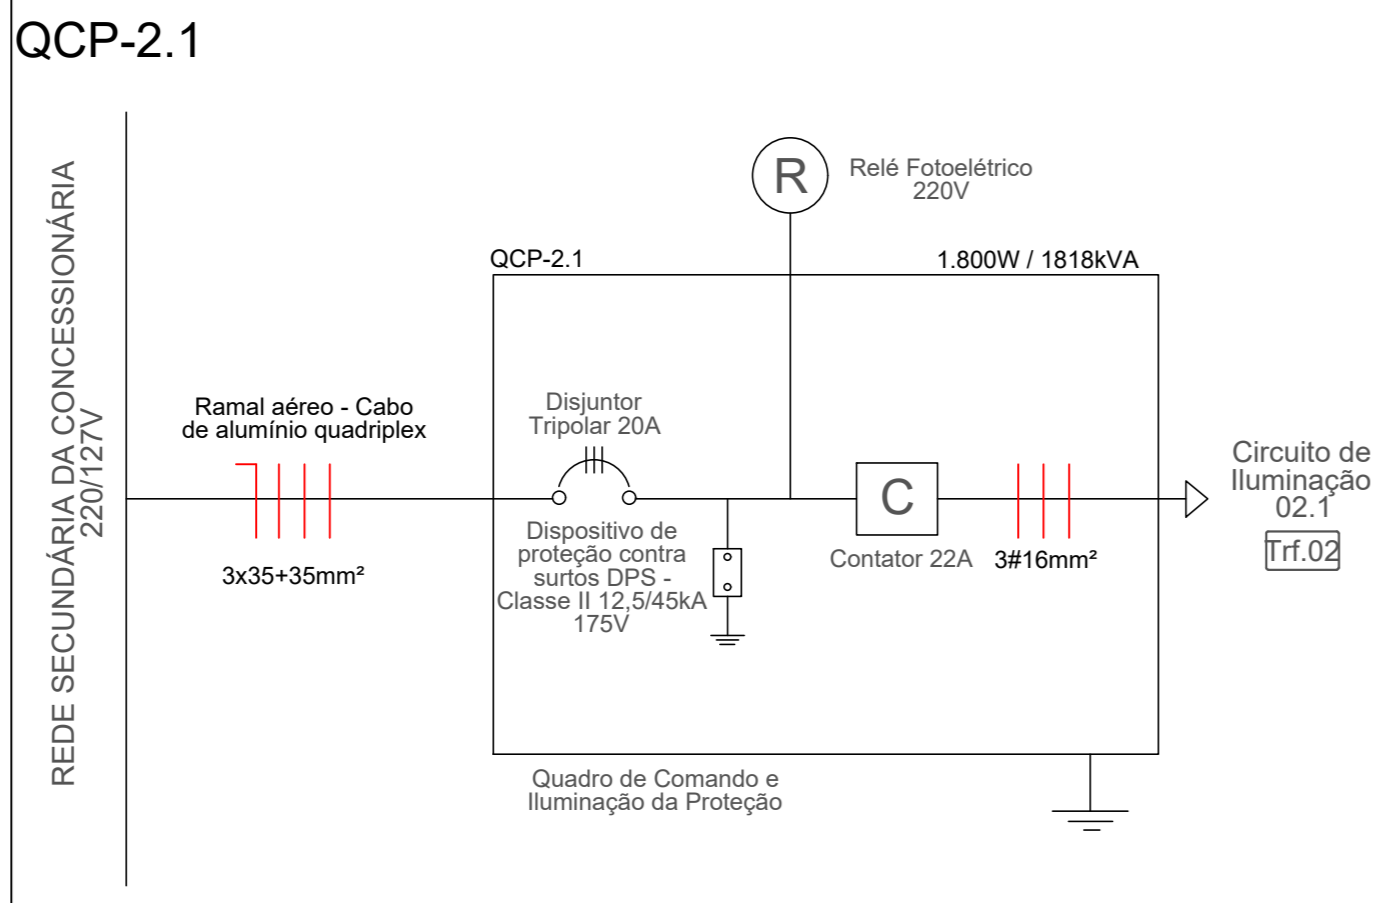 QCP-2.1
REDE SECUNDÁRIA DA CONCESSIONÁRIA
220/127V
Ramal aéreo - Cabo
de alumínio quadriplex
3x35+35mm²
QCP-2.1
1.800W / 1818kVA
R
Relé Fotoelétrico
220V
Disjuntor
Tripolar 20A
Dispositivo de
proteção contra
surtos DPS -
Classe II 12,5/45kA
175V
C
Contator 22A
3#16mm²
Circuito de
Iluminação
02.1
Trf.02
Quadro de Comando e
Iluminação da Proteção